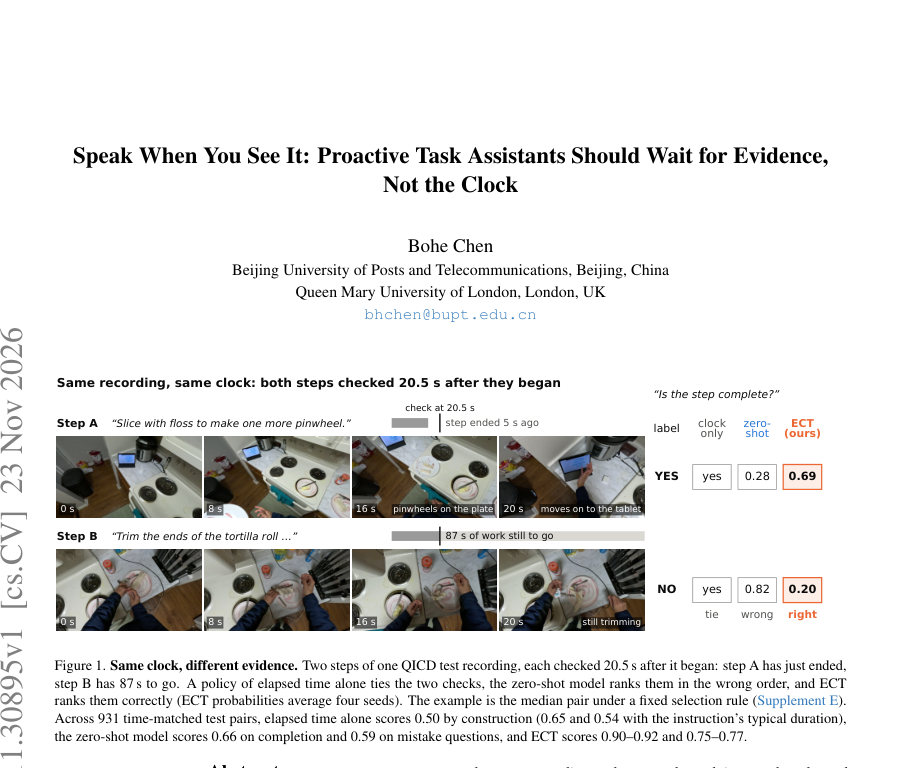 Speak When You See It: Proactive Task Assistants Should Wait for Evidence,
Not the Clock
Bohe Chen
Beijing University of Posts and Telecommunications, Beijing, China
Queen Mary University of London, London, UK
bhchen@bupt.edu.cn
1.30895v1 [cs.CV] 23 Nov 2026
Same recording, same clock: both steps checked 20.5 s after they began
“Is the step complete?”
check at 20.5 s
Step A “Slice with floss to make one more pinwheel.” step ended 5 s ago
label clock only zero-shot ECT (ours)
0 s 8 s 16 s pinwheels on the plate 20 s moves on to the tablet
YES yes 0.28 0.69
Step B “Trim the ends of the tortilla roll ...” 87 s of work still to go
0 s 8 s 16 s 20 s still trimming
NO yes 0.82 0.20
tie wrong right
Figure 1. Same clock, different evidence. Two steps of one QICD test recording, each checked 20.5 s after it began: step A has just ended,
step B has 87 s to go. A policy of elapsed time alone ties the two checks, the zero-shot model ranks them in the wrong order, and ECT
ranks them correctly (ECT probabilities average four seeds). The example is the median pair under a fixed selection rule (Supplement E).
Across 931 time-matched test pairs, elapsed time alone scores 0.50 by construction (0.65 and 0.54 with the instruction’s typical duration),
the zero-shot model scores 0.66 on completion and 0.59 on mistake questions, and ECT scores 0.90–0.92 and 0.75–0.77.